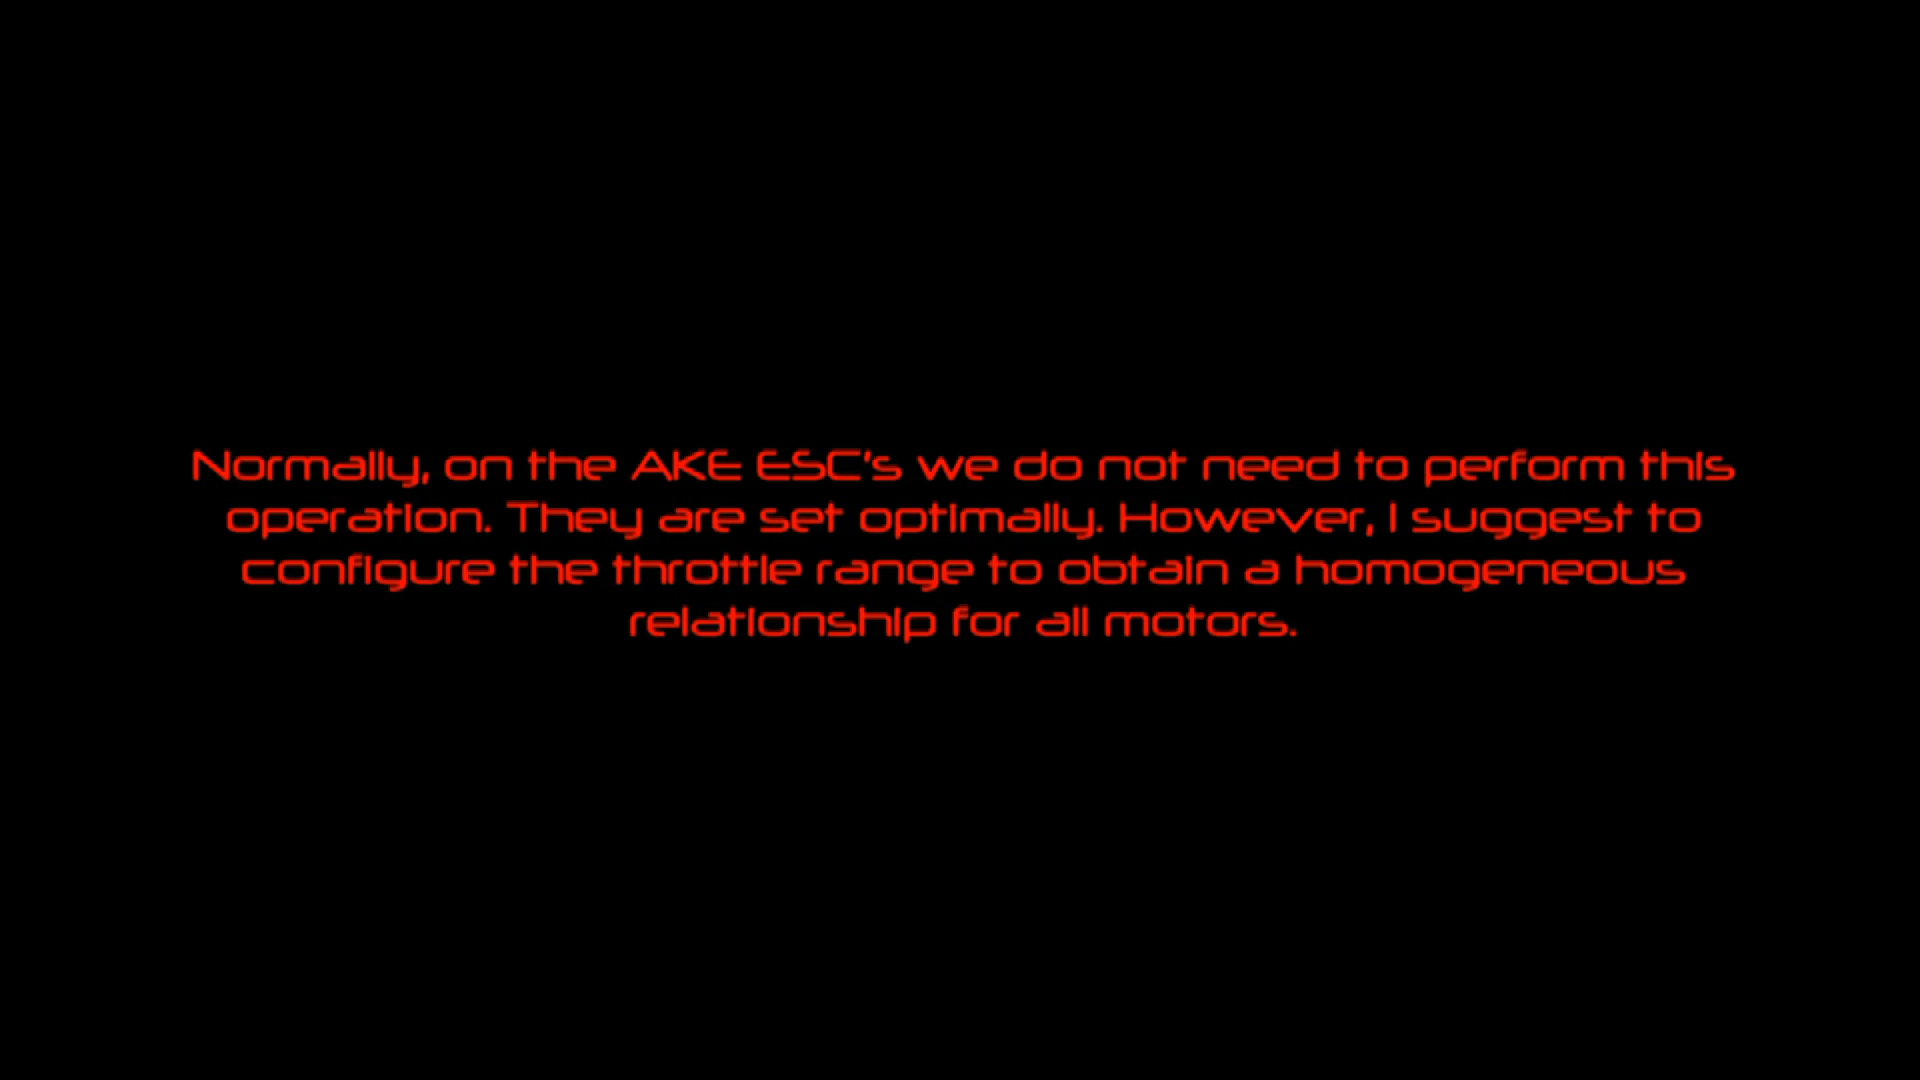 Normally, on the AKE ESC's we do not need to perform this
operation. They are set optimally. However, I suggest to
configure the throttle range to obtain a homogeneous
relationship for all motors.